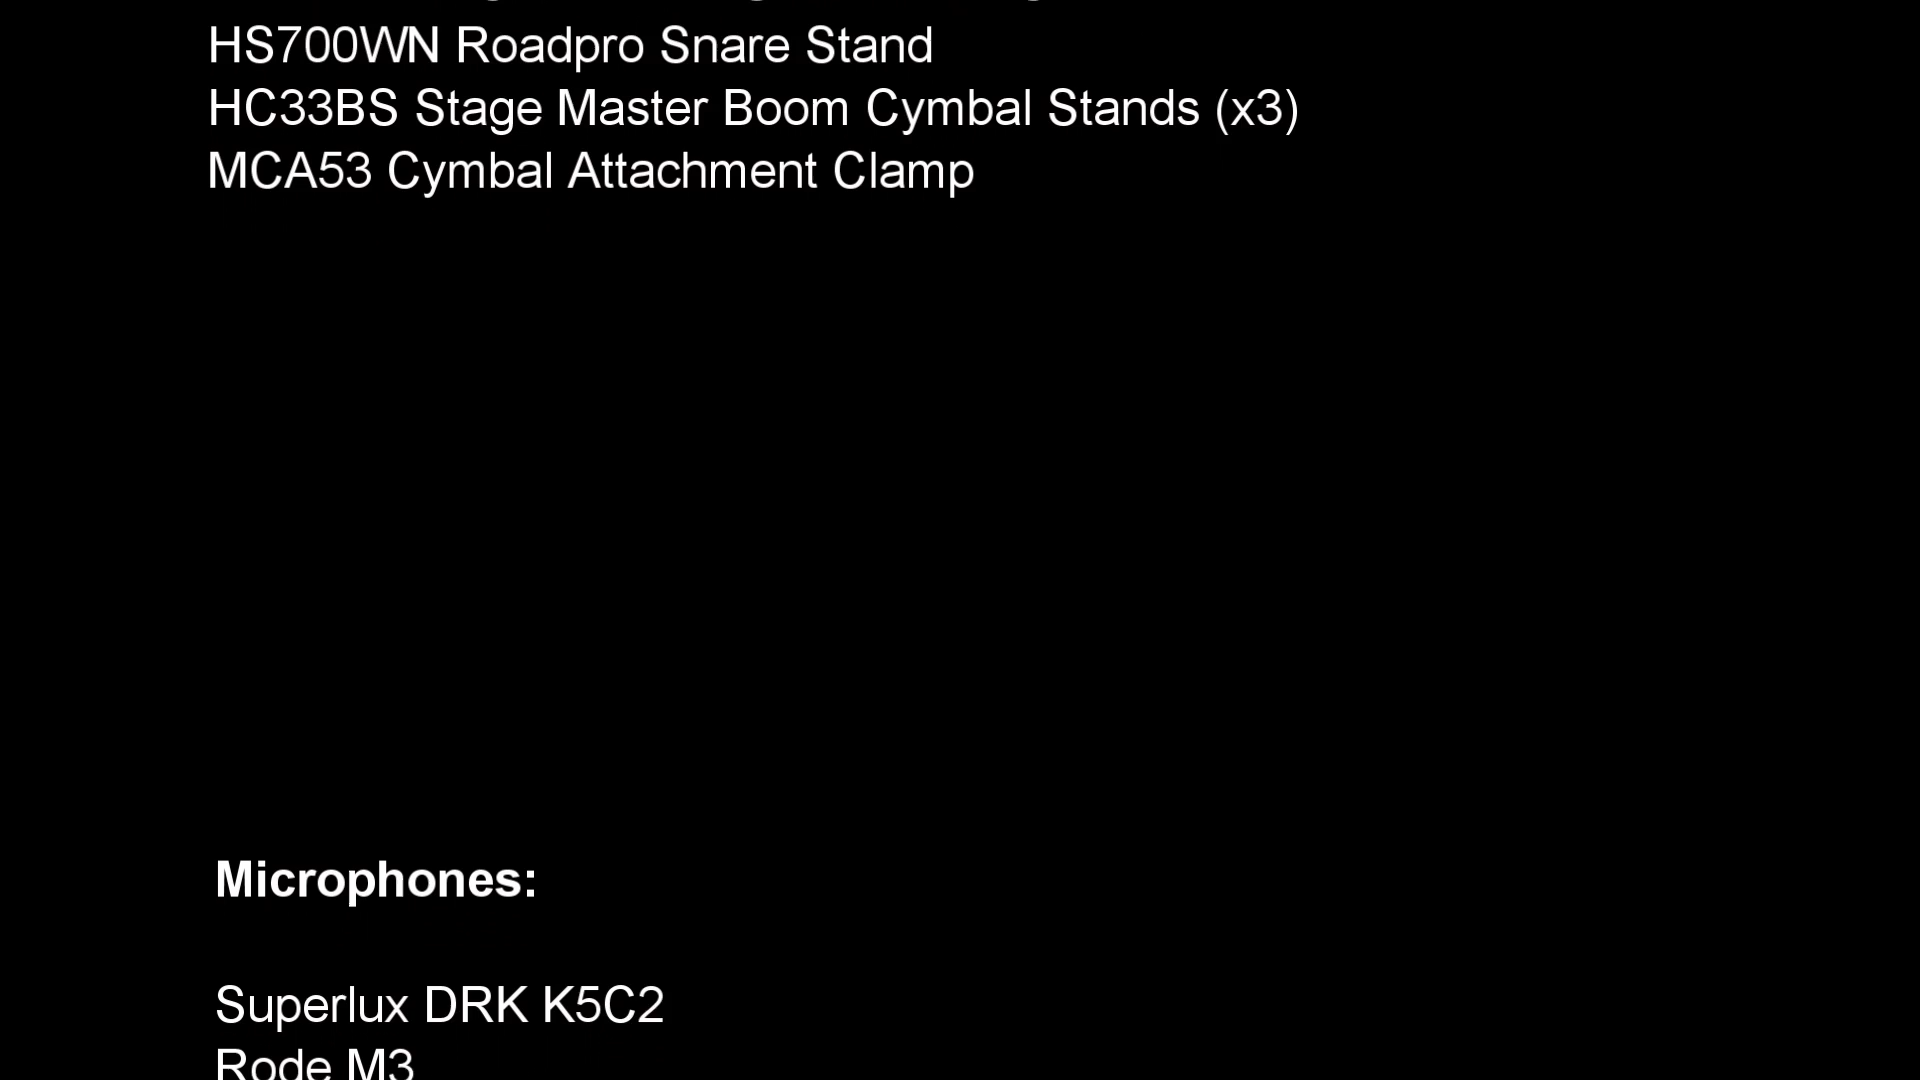 HS700WN Roadpro Snare Stand
HC33BS Stage Master Boom Cymbal Stands (x3)
MCA53 Cymbal Attachment Clamp
Microphones:
Superlux DRK K5C2
Rode M3